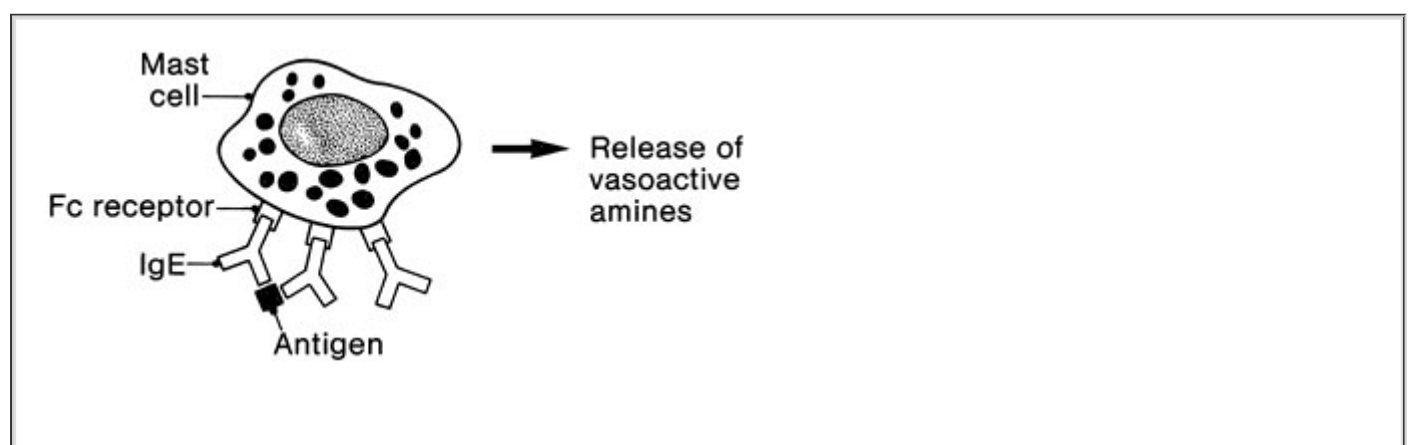 Mast
cell
Release of
vasoactive
amines
Fc receptor
IgE
Antigen